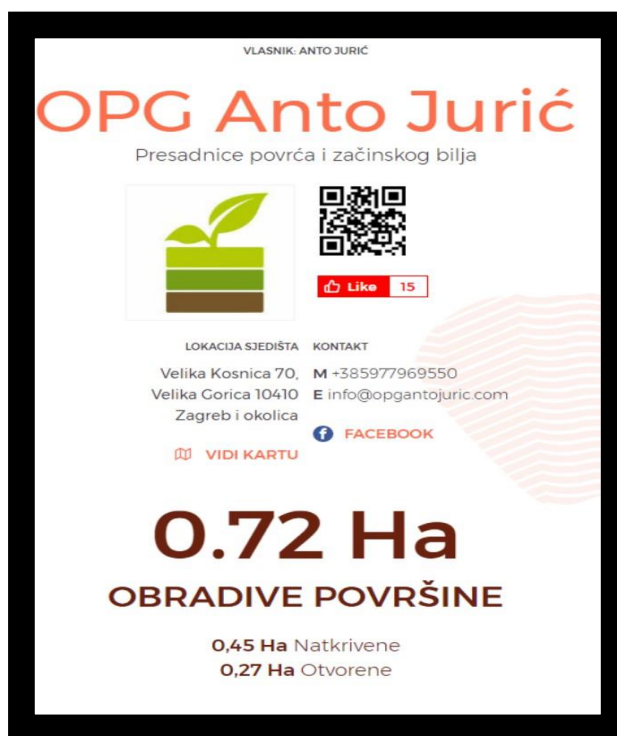 VLASNIK: ANTO JURIĆ
OPG Anto Jurić
Presadnice povrća i začinskog bilja
Like 15
LOKACIJA SJEDIŠTA
Velika Kosnica 70,
Velika Gorica 10410
Zagreb i okolica
VIDI KARTU
KONTAKT
M +385977969550
E info@opgantojuric.com
FACEBOOK
0.72 Ha
OBRADIVE POVRŠINE
0,45 Ha Natkrivene
0,27 Ha Otvorene